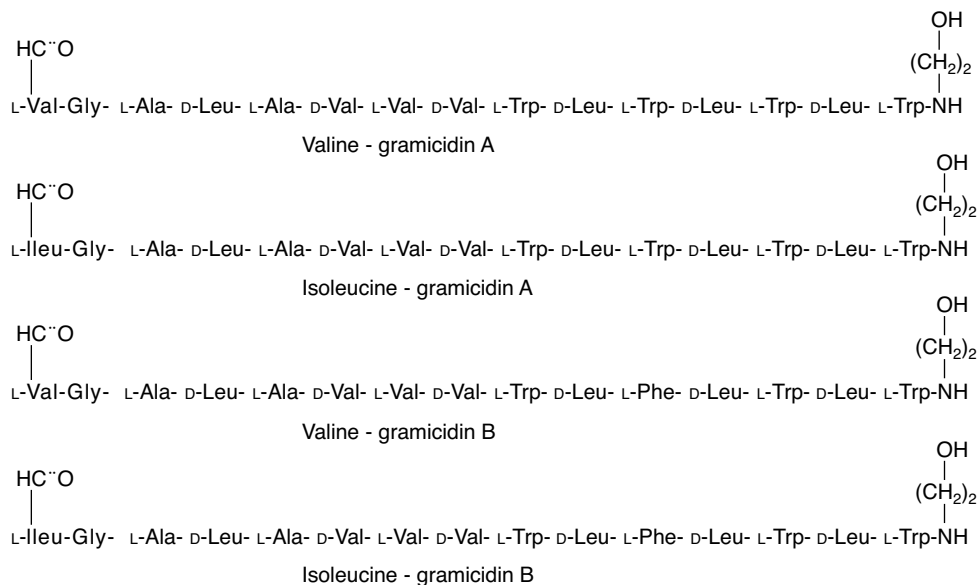 OH
HC¨O (CH₂)₂
L-Val-Gly- L-Ala- D-Leu- L-Ala- D-Val- L-Val- D-Val- L-Trp- D-Leu- L-Trp- D-Leu- L-Trp- D-Leu- L-Trp-NH
Valine - gramicidin A
OH
HC¨O (CH₂)₂
L-Ileu-Gly- L-Ala- D-Leu- L-Ala- D-Val- L-Val- D-Val- L-Trp- D-Leu- L-Trp- D-Leu- L-Trp- D-Leu- L-Trp-NH
Isoleucine - gramicidin A
OH
HC¨O (CH₂)₂
L-Val-Gly- L-Ala- D-Leu- L-Ala- D-Val- L-Val- D-Val- L-Trp- D-Leu- L-Phe- D-Leu- L-Trp- D-Leu- L-Trp-NH
Valine - gramicidin B
OH
HC¨O (CH₂)₂
L-Ileu-Gly- L-Ala- D-Leu- L-Ala- D-Val- L-Val- D-Val- L-Trp- D-Leu- L-Phe- D-Leu- L-Trp- D-Leu- L-Trp-NH
Isoleucine - gramicidin B